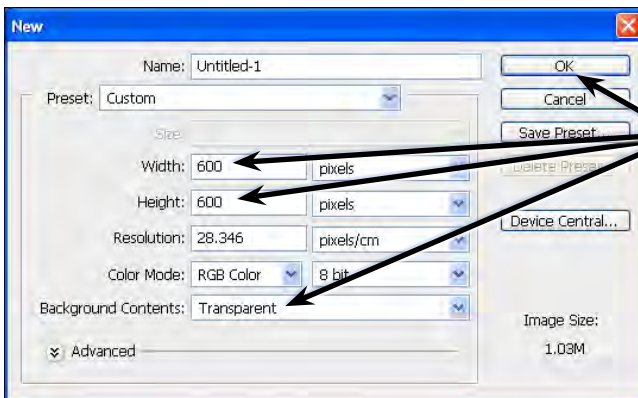 New
Name: Untitled-1
OK
Preset: Custom
Cancel
Size:
Save Preset...
Width: 600 pixels
Delete Preset...
Height: 600 pixels
Device Central...
Resolution: 28.346 pixels/cm
Color Mode: RGB Color 8 bit
Background Contents: Transparent
Image Size:
Advanced
1.03M